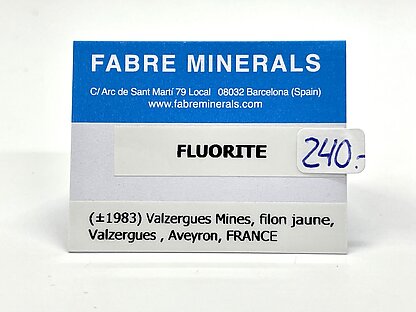 FABRE MINERALS
C/ Arc de Sant Martí 79 Local 08032 Barcelona (Spain)
www.fabreminerals.com
FLUORITE
240.-
(±1983) Valzergues Mines, filon jaune,
Valzergues , Aveyron, FRANCE